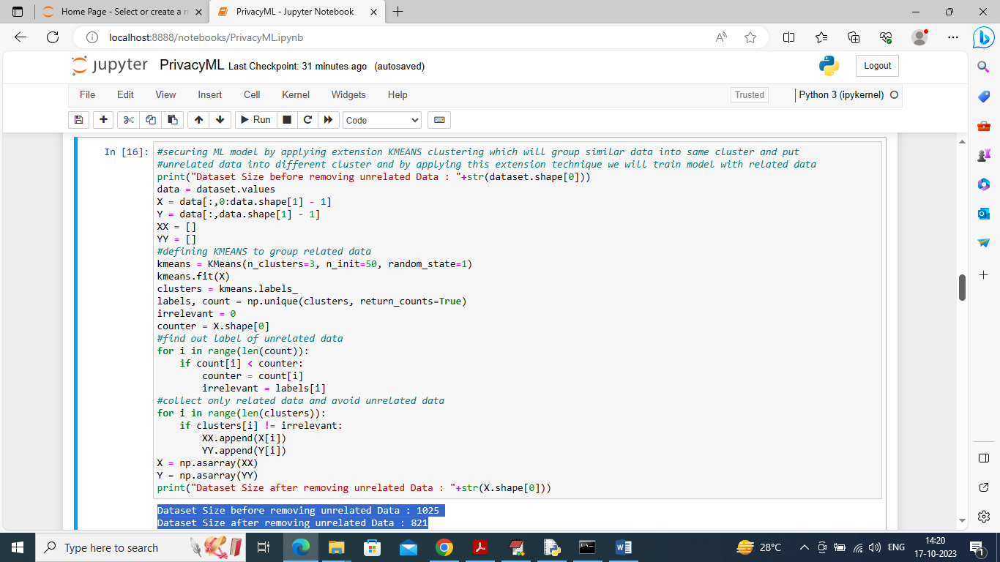 Home Page - Select or create a n
PrivacyML - Jupyter Notebook
localhost:8888/notebooks/PrivacyML.ipynb
jupyter PrivacyML Last Checkpoint: 31 minutes ago (autosaved)
Logout
File Edit View Insert Cell Kernel Widgets Help
Trusted
Python 3 (ipykernel)
Run
Code
In [16]:
#securing ML model by applying extension KMEANS clustering which will group similar data into same cluster and put
#unrelated data into different cluster and by applying this extension technique we will train model with related data
print("Dataset Size before removing unrelated Data : "+str(dataset.shape[0]))
data = dataset.values
X = data[:,0:data.shape[1] - 1]
Y = data[:,data.shape[1] - 1]
XX = []
YY = []
#defining KMEANS to group related data
kmeans = KMeans(n_clusters=3, n_init=50, random_state=1)
kmeans.fit(X)
clusters = kmeans.labels_
labels, count = np.unique(clusters, return_counts=True)
irrelevant = 0
counter = X.shape[0]
#find out label of unrelated data
for i in range(len(count)):
    if count[i] < counter:
        counter = count[i]
        irrelevant = labels[i]
#collect only related data and avoid unrelated data
for i in range(len(clusters)):
    if clusters[i] != irrelevant:
        XX.append(X[i])
        YY.append(Y[i])
X = np.asarray(XX)
Y = np.asarray(YY)
print("Dataset Size after removing unrelated Data : "+str(X.shape[0]))
Dataset Size before removing unrelated Data : 1025
Dataset Size after removing unrelated Data : 821
Type here to search
28°C
ENG
14:20
17-10-2023
1